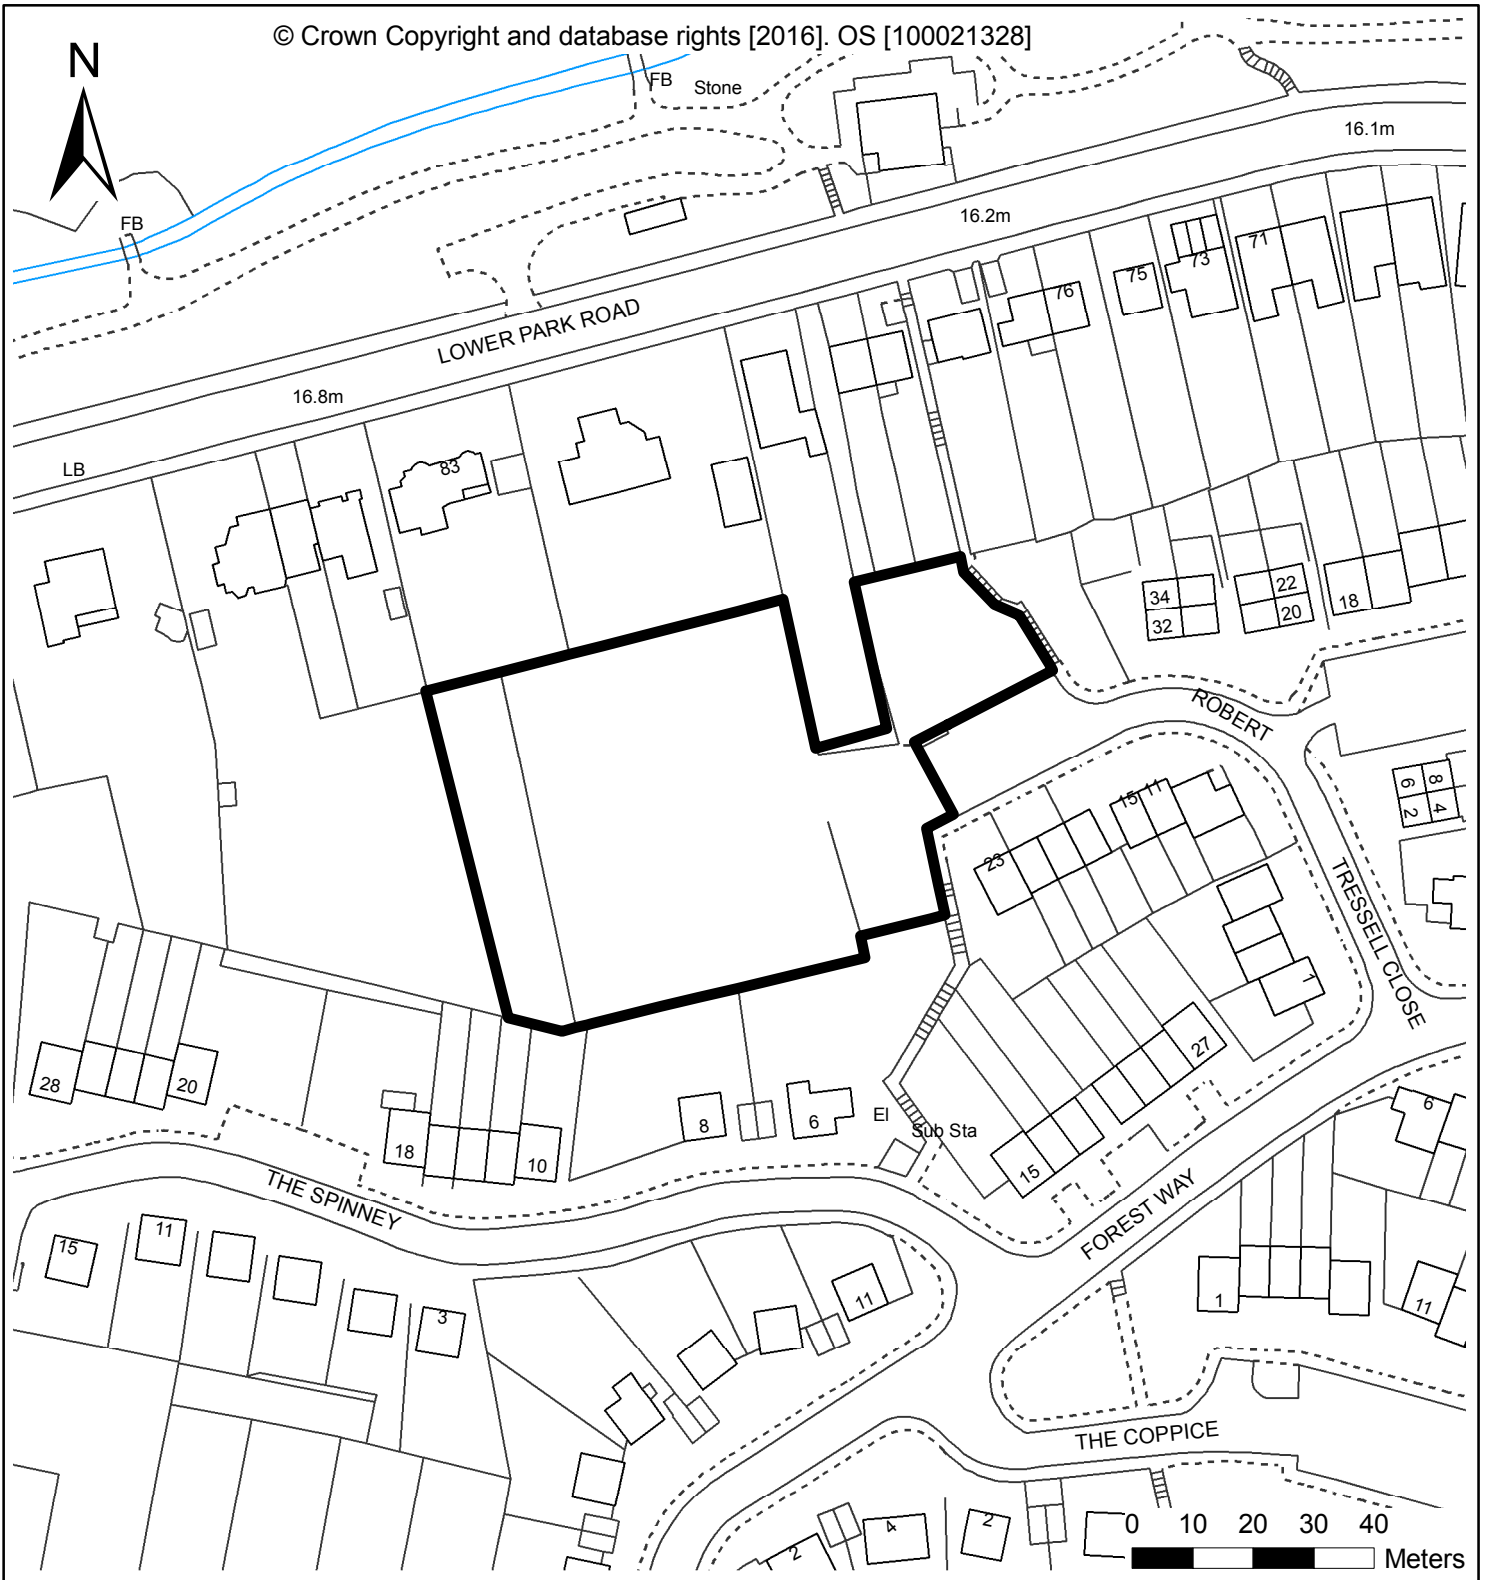 © Crown Copyright and database rights [2016]. OS [100021328]
N
FB
Stone
16.1m
FB
16.2m
71
73
75
76
LOWER PARK ROAD
16.8m
LB
83
34
22
32
20
18
ROBERT
6
8
2
4
15
11
23
TRESSELL CLOSE
1
27
28
20
18
10
8
6
El
Sub Sta
15
6
THE SPINNEY
FOREST WAY
15
11
3
11
1
11
THE COPPICE
2
4
2
0 10 20 30 40
Meters